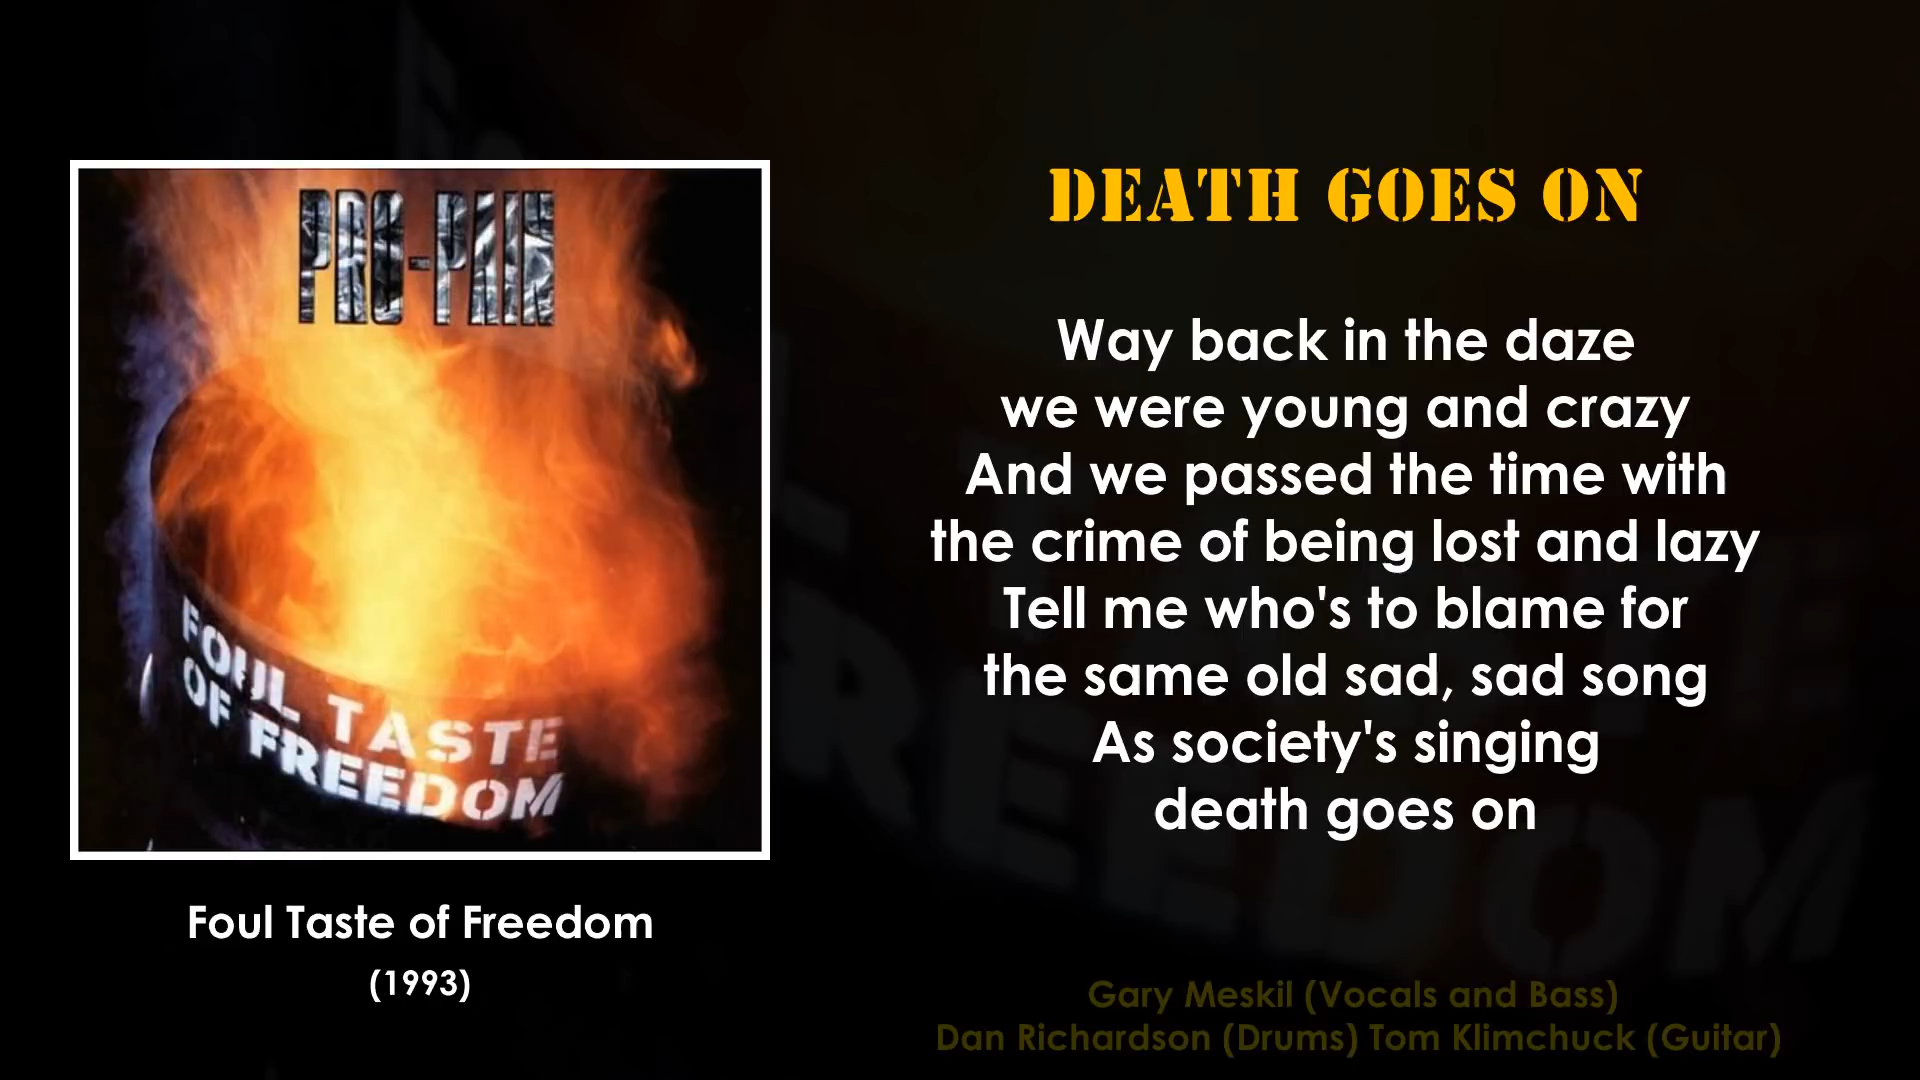 PRO-PAIN
FOUL TASTE
OF FREEDOM
Foul Taste of Freedom
(1993)
DEATH GOES ON
Way back in the daze
we were young and crazy
And we passed the time with
the crime of being lost and lazy
Tell me who's to blame for
the same old sad, sad song
As society's singing
death goes on
Gary Meskil (Vocals and Bass)
Dan Richardson (Drums) Tom Klimchuck (Guitar)